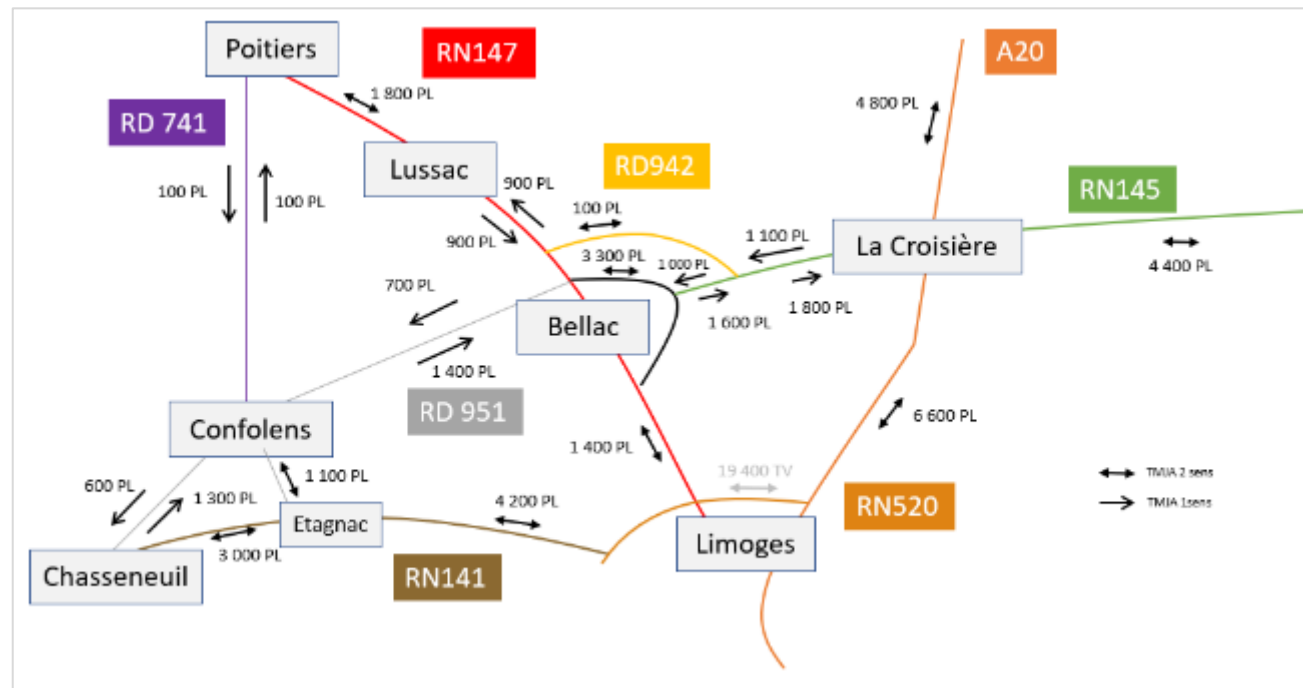 Poitiers
RN147
A20
1 800 PL
4 800 PL
RD 741
Lussac
RD942
RN145
900 PL
100 PL
100 PL
100 PL
900 PL
1 100 PL
La Croisière
3 300 PL
1 000 PL
4 400 PL
700 PL
1 800 PL
Bellac
1 600 PL
1 400 PL
RD 951
Confolens
6 600 PL
1 400 PL
1 100 PL
19 400 TV
TMJA 2 sens
600 PL
1 300 PL
4 200 PL
TMJA 1sens
RN520
Etagnac
Limoges
3 000 PL
Chasseneuil
RN141